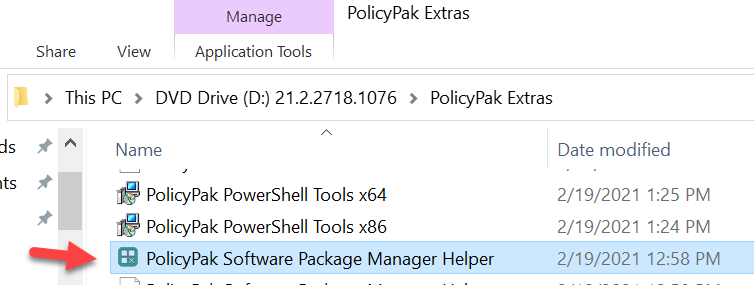 Manage
PolicyPak Extras
Share View Application Tools
This PC DVD Drive (D:) 21.2.2718.1076 PolicyPak Extras
Name Date modified
PolicyPak PowerShell Tools x64 2/19/2021 1:25 PM
PolicyPak PowerShell Tools x86 2/19/2021 1:24 PM
PolicyPak Software Package Manager Helper 2/19/2021 12:58 PM